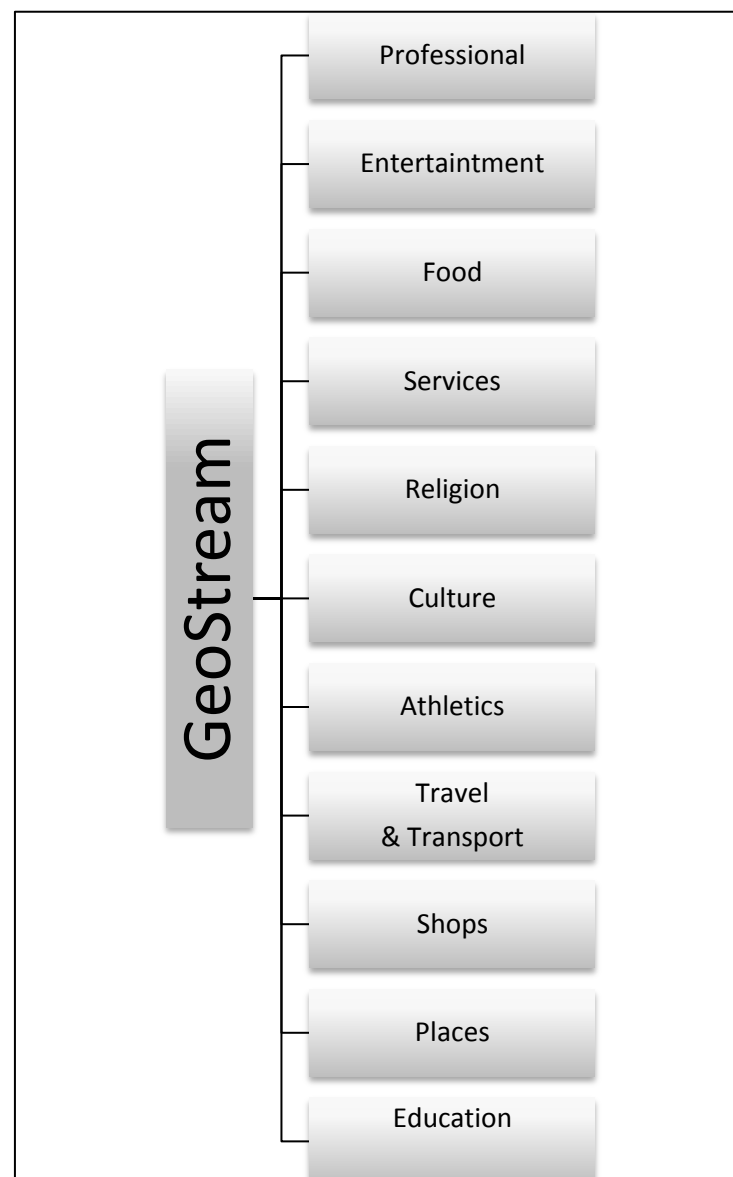 Professional
Entertaintment
Food
Services
Religion
GeoStream
Culture
Athletics
Travel
& Transport
Shops
Places
Education